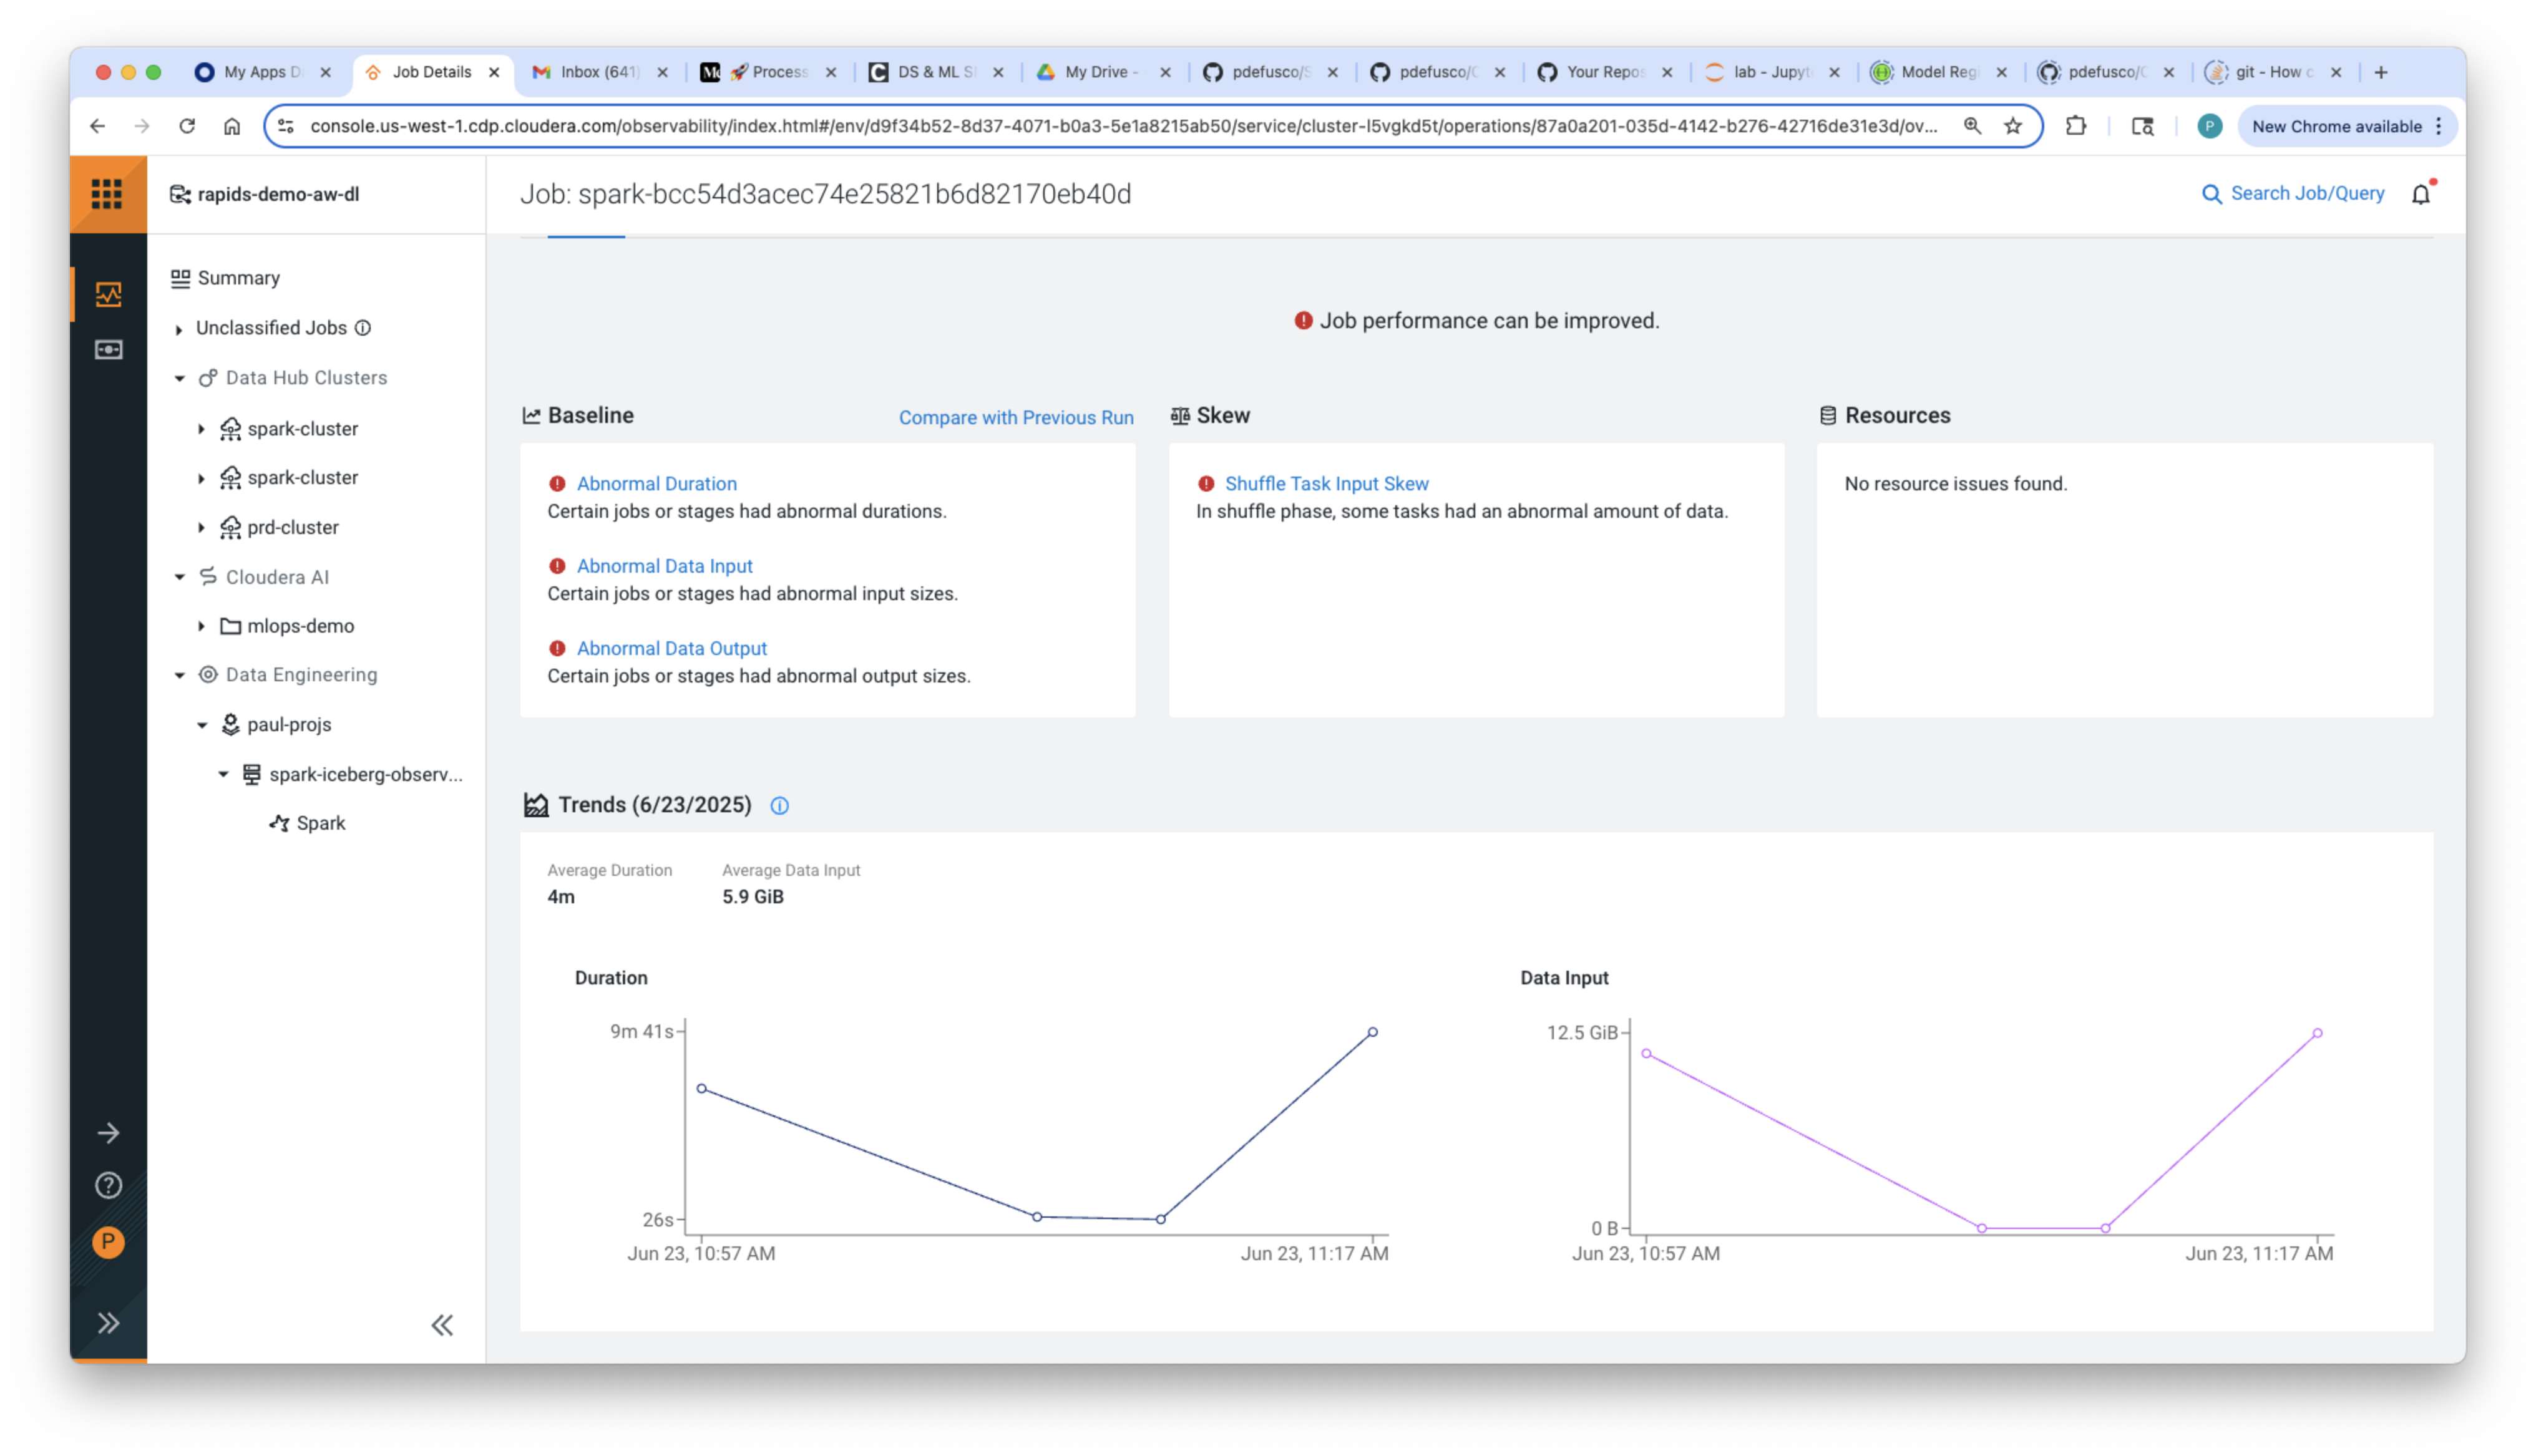 My Apps D
Job Details
Inbox (641)
Process
DS & ML S
My Drive -
pdefusco/S
pdefusco/C
Your Repos
lab - Jupyt
Model Reg
pdefusco/C
git - How c
console.us-west-1.cdp.cloudera.com/observability/index.html#/env/d9f34b52-8d37-4071-b0a3-5e1a8215ab50/service/cluster-l5vgkd5t/operations/87a0a201-035d-4142-b276-42716de31e3d/ov...
P
New Chrome available
rapids-demo-aw-dl
Job: spark-bcc54d3acec74e25821b6d82170eb40d
Search Job/Query
Summary
Unclassified Jobs
Data Hub Clusters
spark-cluster
spark-cluster
prd-cluster
Cloudera AI
mlops-demo
Data Engineering
paul-projs
spark-iceberg-observ...
Spark
P
Job performance can be improved.
Baseline
Compare with Previous Run
Abnormal Duration
Certain jobs or stages had abnormal durations.
Abnormal Data Input
Certain jobs or stages had abnormal input sizes.
Abnormal Data Output
Certain jobs or stages had abnormal output sizes.
Skew
Shuffle Task Input Skew
In shuffle phase, some tasks had an abnormal amount of data.
Resources
No resource issues found.
Trends (6/23/2025)
Average Duration
4m
Average Data Input
5.9 GiB
Duration
9m 41s
26s
Jun 23, 10:57 AM
Jun 23, 11:17 AM
Data Input
12.5 GiB
0 B
Jun 23, 10:57 AM
Jun 23, 11:17 AM